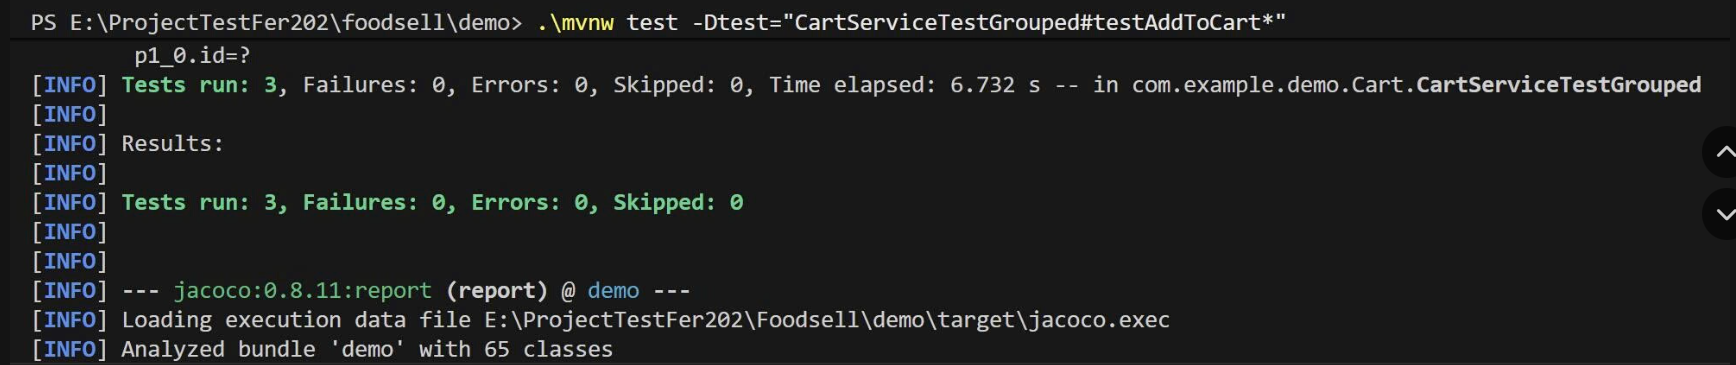 PS E:\ProjectTestFer202\foodsell\demo> .\mvnw test -Dtest="CartServiceTestGrouped#testAddToCart*"
p1_0.id=?
[INFO] Tests run: 3, Failures: 0, Errors: 0, Skipped: 0, Time elapsed: 6.732 s -- in com.example.demo.Cart.CartServiceTestGrouped
[INFO]
[INFO] Results:
[INFO]
[INFO] Tests run: 3, Failures: 0, Errors: 0, Skipped: 0
[INFO]
[INFO]
[INFO] --- jacoco:0.8.11:report (report) @ demo ---
[INFO] Loading execution data file E:\ProjectTestFer202\Foodsell\demo\target\jacoco.exec
[INFO] Analyzed bundle 'demo' with 65 classes